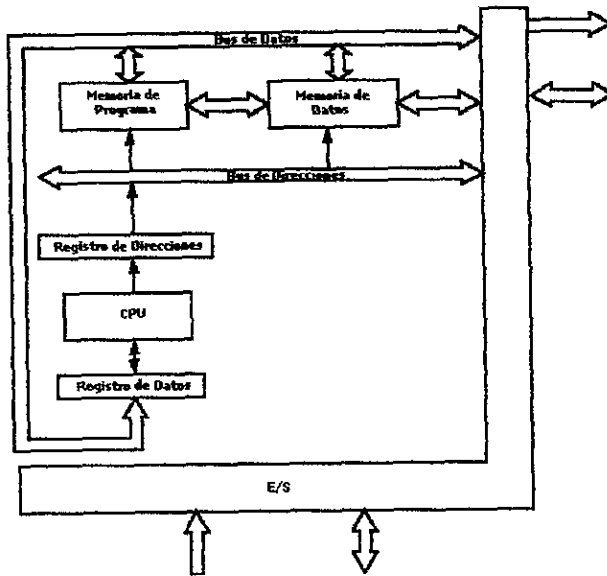 Bus de Datos
Memoria de
Programa
Memoria de
Datos
Bus de Direcciones
Registro de Direcciones
CPU
Registro de Datos
E/S